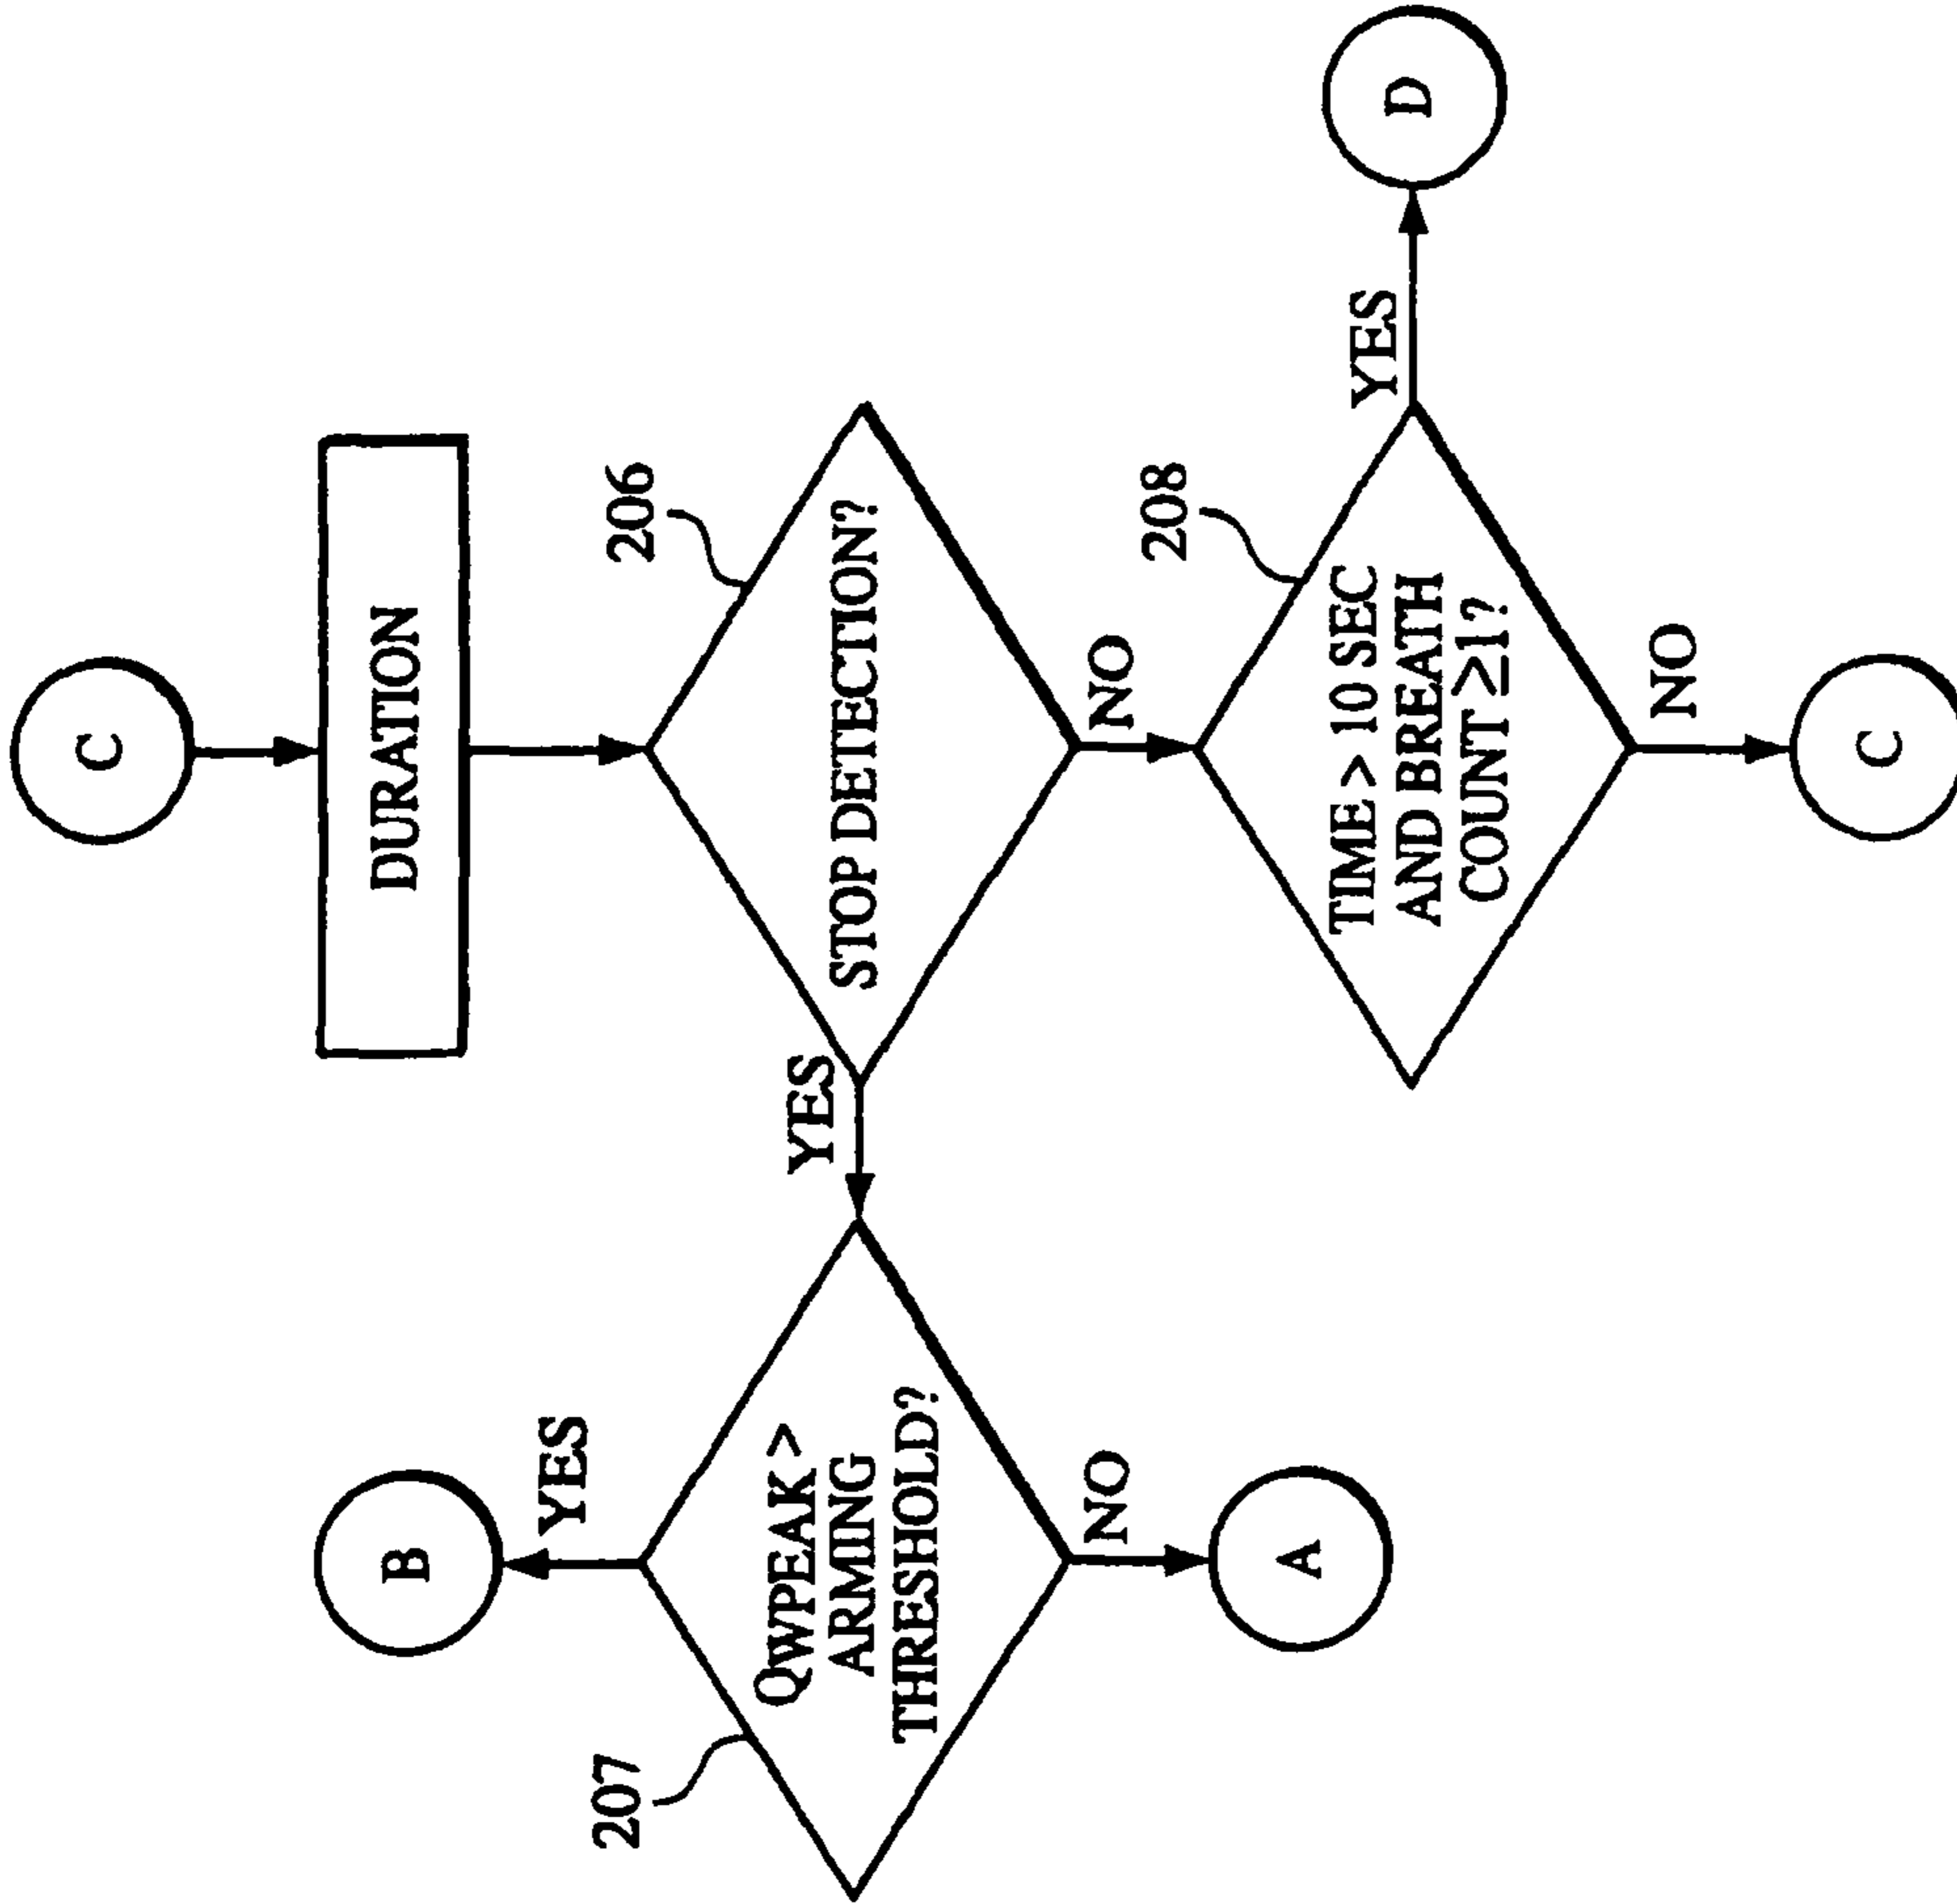 C
DURATION
206
STOP DETECTION?
YES
207
QWPEAK >
ARMING
THRESHOLD?
YES
B
NO
A
NO
208
TIME > 10 SEC
AND BREATH
COUNT ≥1?
YES
D
NO
C